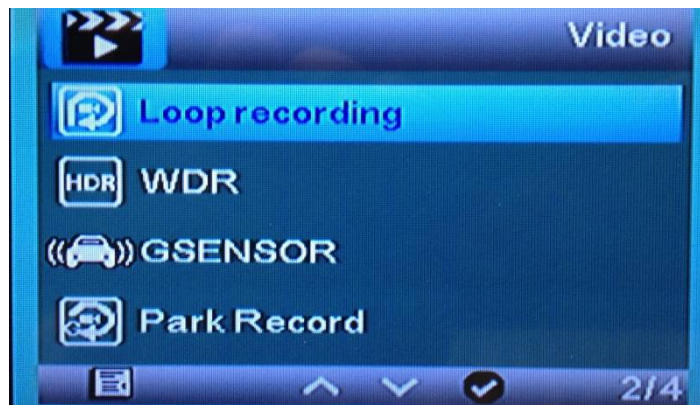 Video
Loop recording
HDR WDR
GSENSOR
Park Record
2/4